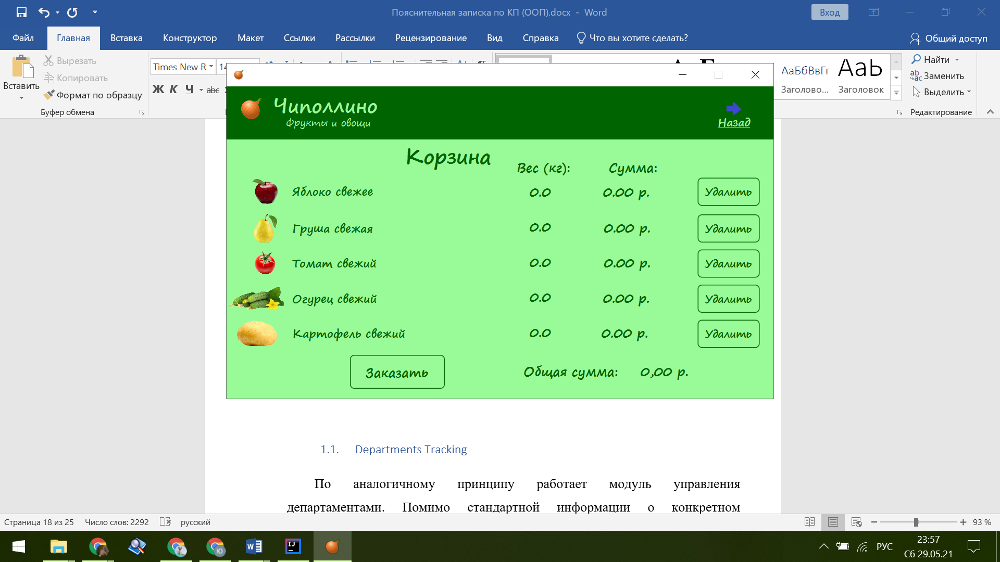 Пояснительная записка по КП (ООП).docx - Word
Вход
Файл
Главная
Вставка
Конструктор
Макет
Ссылки
Рассылки
Рецензирование
Вид
Справка
Что вы хотите сделать?
Общий доступ
Вставить
Вырезать
Копировать
Формат по образцу
Буфер обмена
Times New R
14
Ж К Ч abc
АаБбВвГг
Заголово...
АаЬ
Заголовок
Найти
Заменить
Выделить
Редактирование
Чиполлино
Фрукты и овощи
Назад
Корзина
Вес (кг):
Сумма:
Яблоко свежее 0.0 0.00 р. Удалить
Груша свежая 0.0 0.00 р. Удалить
Томат свежий 0.0 0.00 р. Удалить
Огурец свежий 0.0 0.00 р. Удалить
Картофель свежий 0.0 0.00 р. Удалить
Заказать
Общая сумма: 0,00 р.
1.1. Departments Tracking
По аналогичному принципу работает модуль управления
департаментами. Помимо стандартной информации о конкретном
Страница 18 из 25
Число слов: 2292
русский
93 %
РУС
23:57
Сб 29.05.21